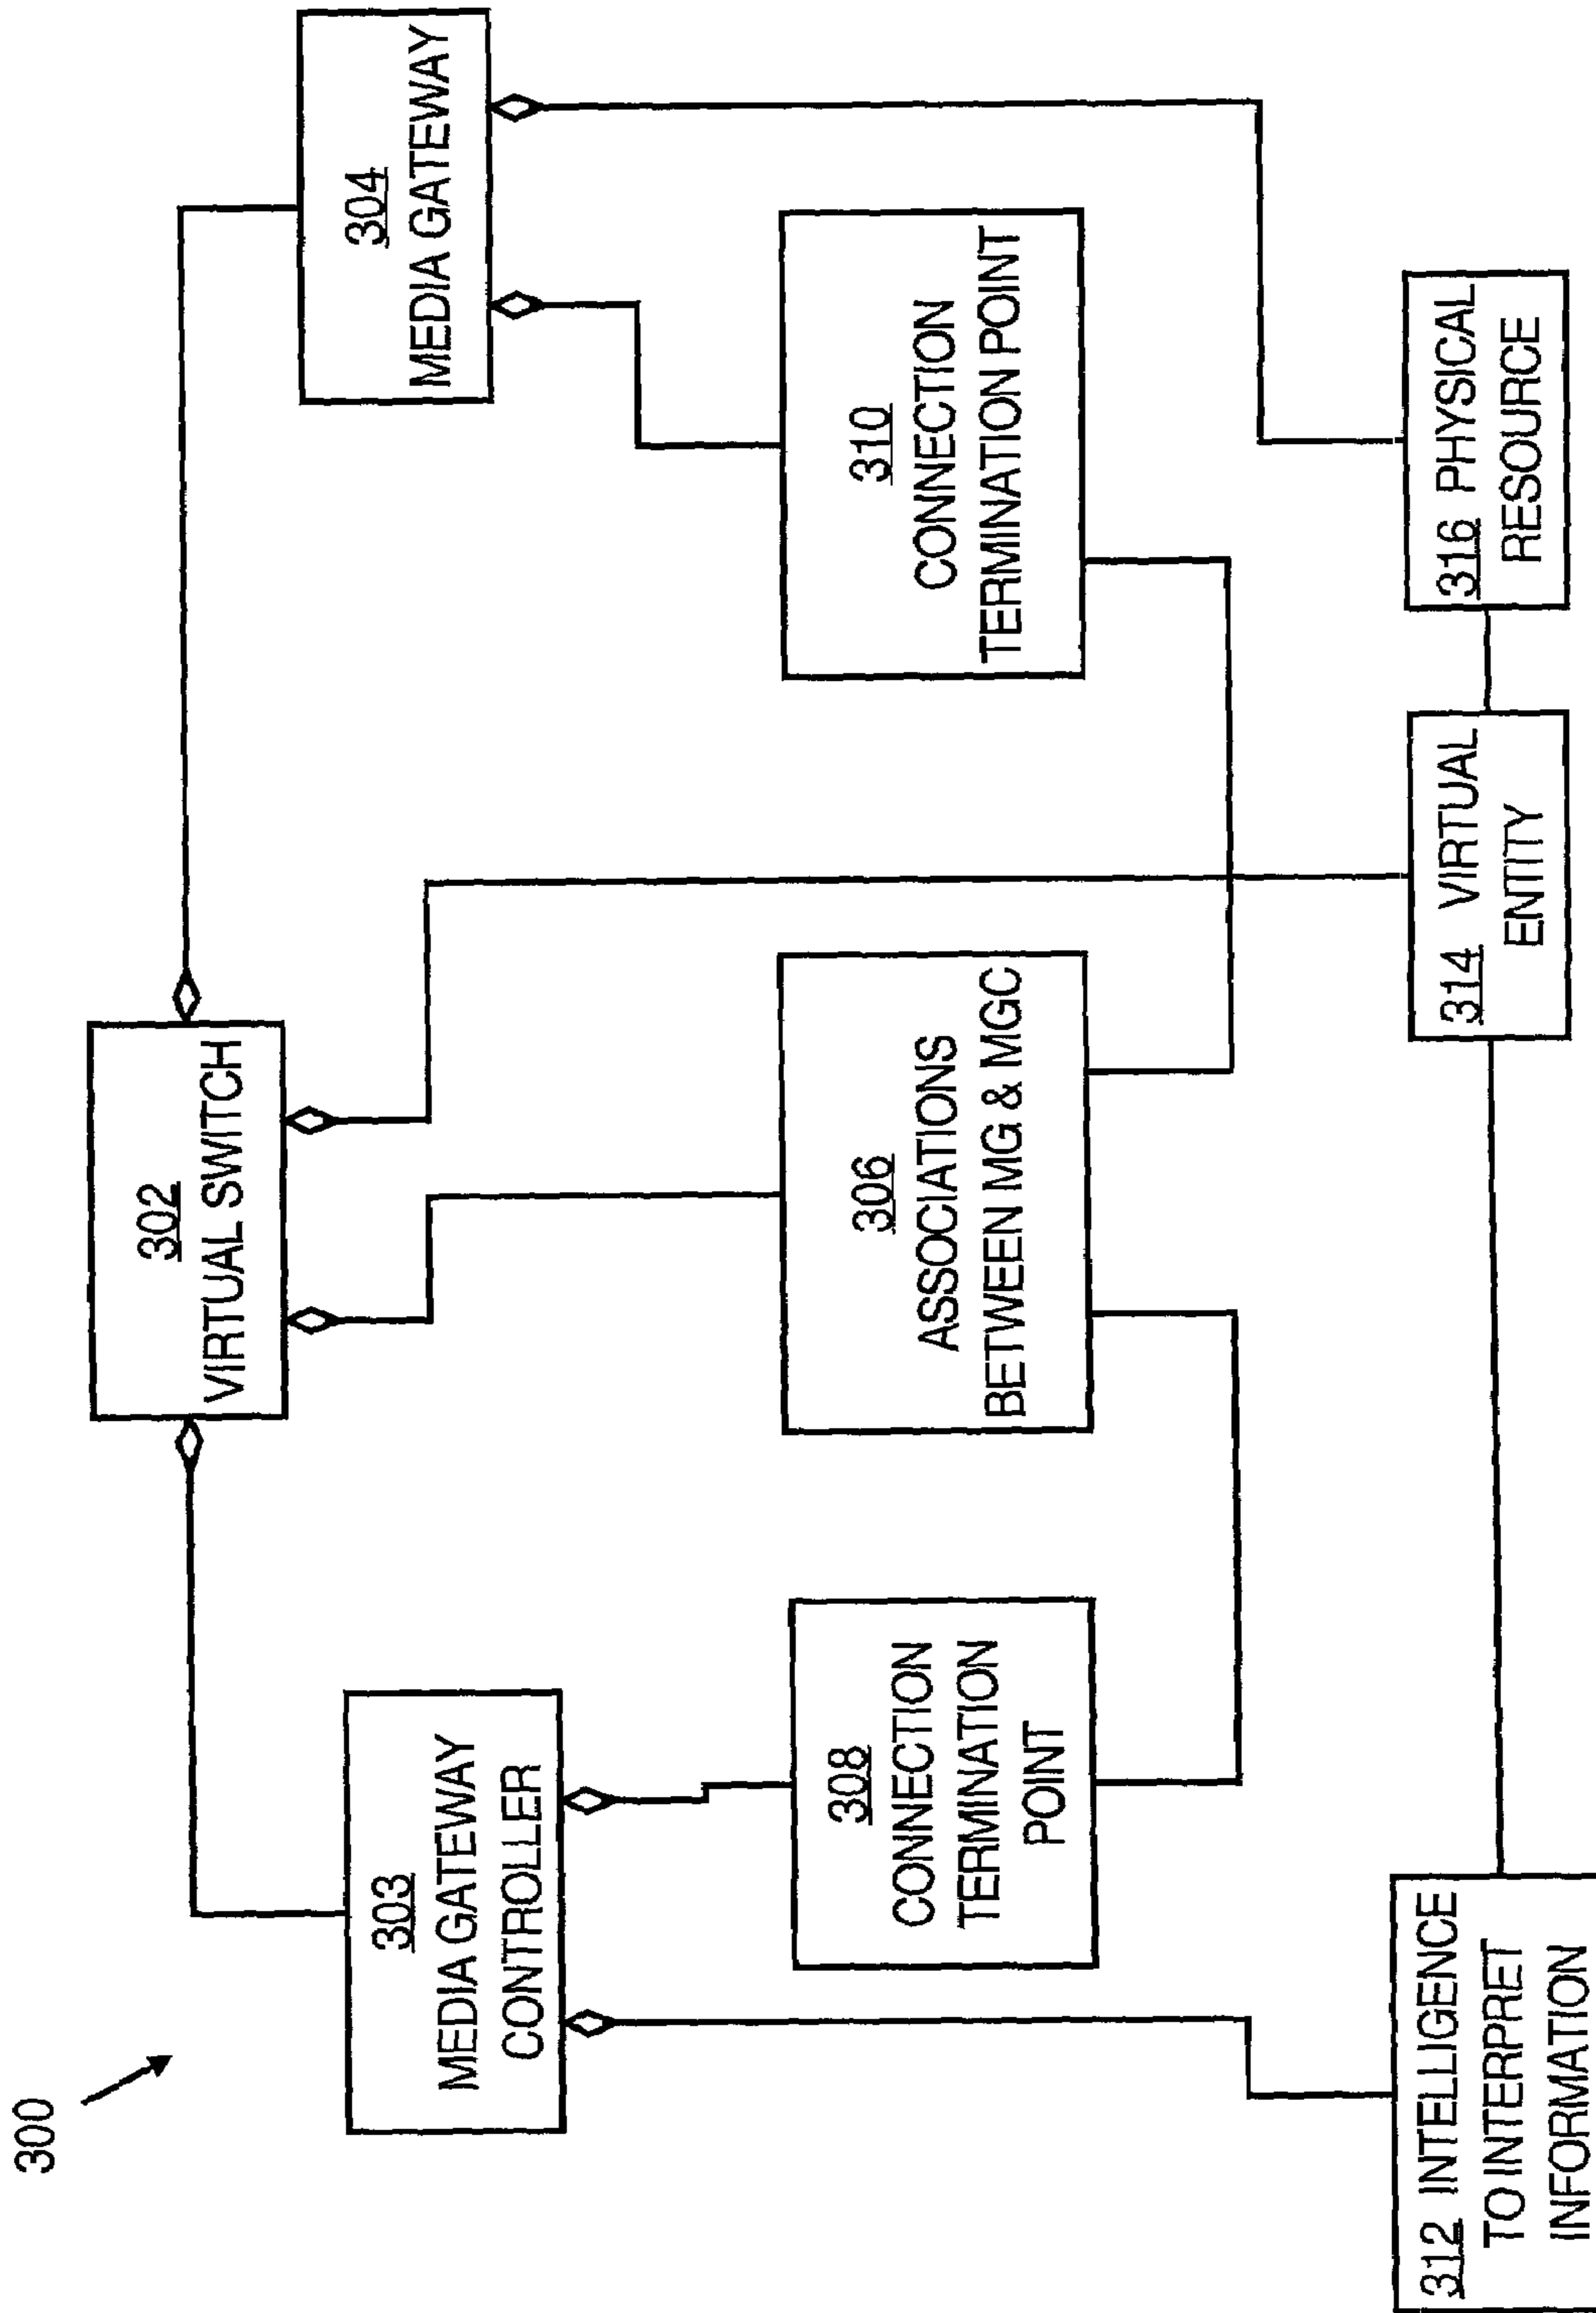 300
302
VIRTUAL SWITCH
303
MEDIA GATEWAY
CONTROLLER
304
MEDIA GATEWAY
308
CONNECTION
TERMINATION
POINT
306
ASSOCIATIONS
BETWEEN MG & MGC
310
CONNECTION
TERMINATION POINT
312 INTELLIGENCE
TO INTERPRET
INFORMATION
314 VIRTUAL
ENTITY
316 PHYSICAL
RESOURCE